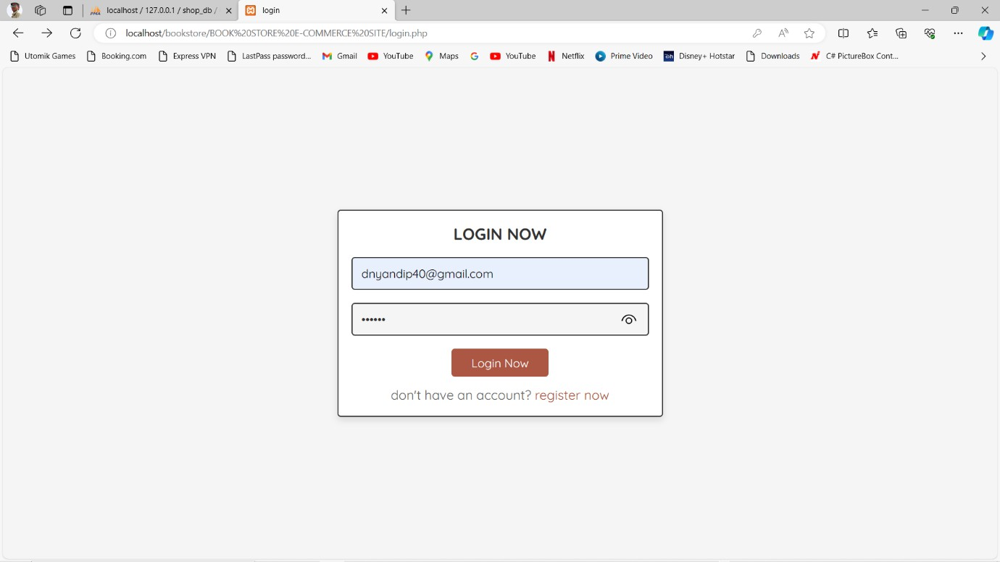 localhost / 127.0.0.1 / shop_db /
login
localhost/bookstore/BOOK%20STORE%20E-COMMERCE%20SITE/login.php
Utomik Games Booking.com Express VPN LastPass password... Gmail YouTube Maps YouTube Netflix Prime Video Disney+ Hotstar Downloads C# PictureBox Cont...
LOGIN NOW
dnyandip40@gmail.com
••••••
Login Now
don't have an account? register now